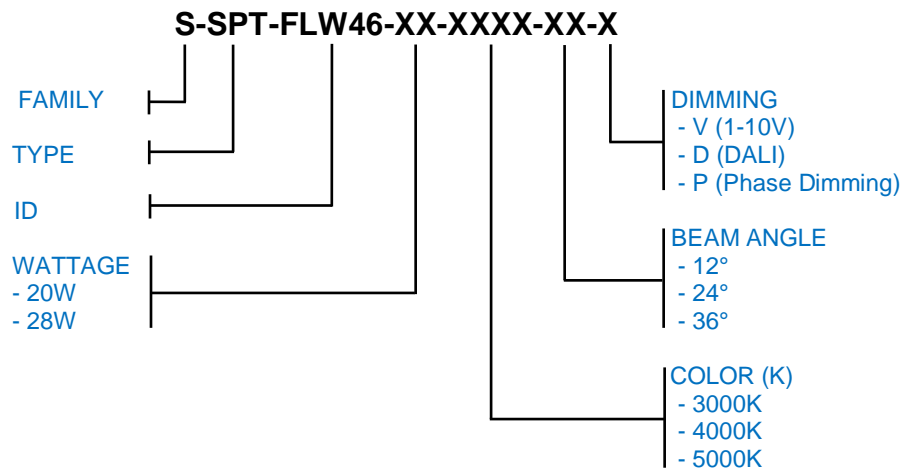 S-SPT-FLW46-XX-XXXX-XX-X
FAMILY
TYPE
ID
WATTAGE
- 20W
- 28W
DIMMING
- V (1-10V)
- D (DALI)
- P (Phase Dimming)
BEAM ANGLE
- 12°
- 24°
- 36°
COLOR (K)
- 3000K
- 4000K
- 5000K